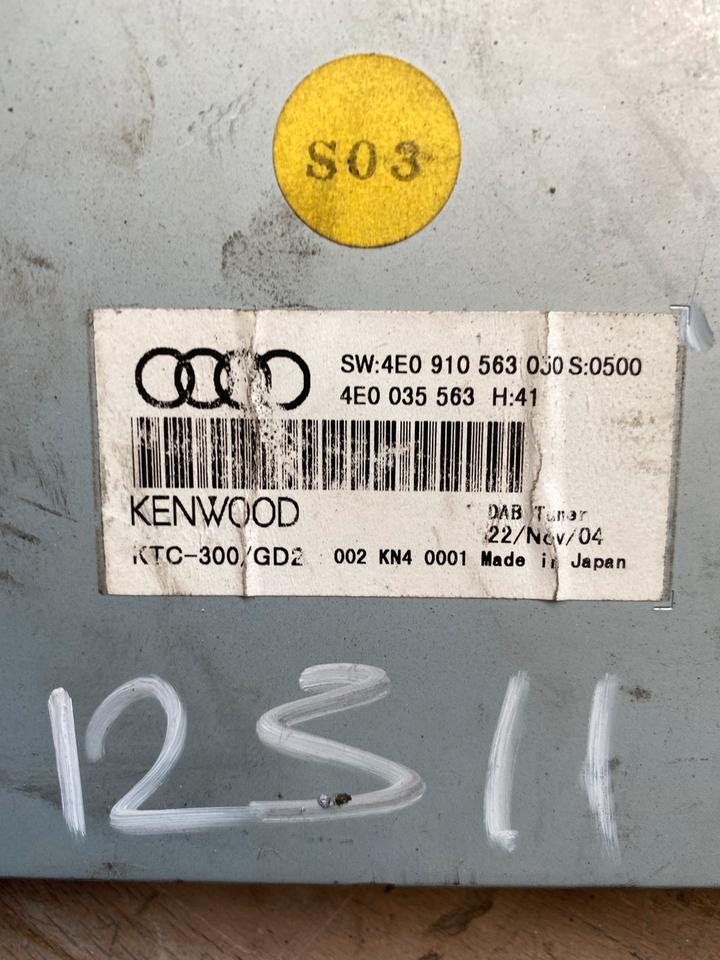 S03
SW:4E0 910 563 050 S:0500
4E0 035 563 H:41
KENWOOD
DAB Tuner
22/Nov/04
KTC-300/GD2 002 KN4 0001 Made in Japan
12S11